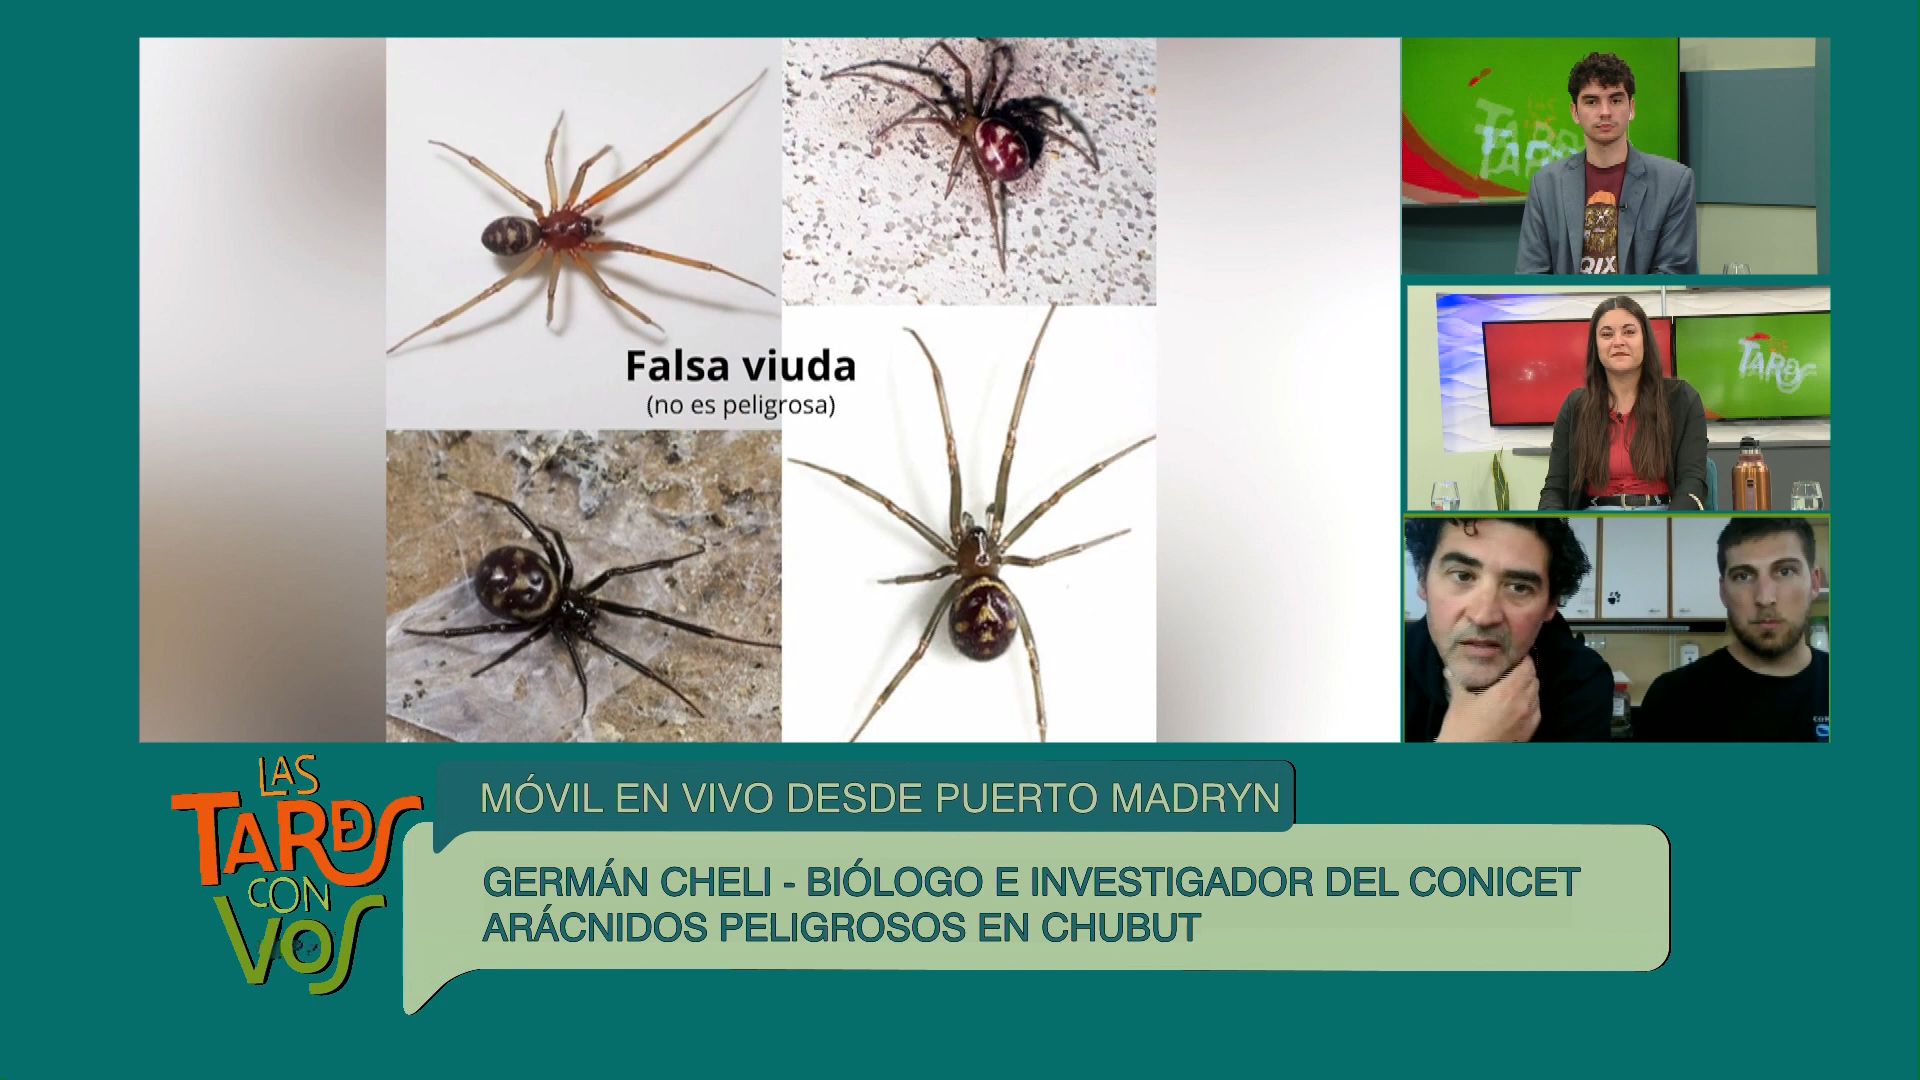 Falsa viuda
(no es peligrosa)
LAS
TARDES
CON
VOS
MÓVIL EN VIVO DESDE PUERTO MADRYN
GERMÁN CHELI - BIÓLOGO E INVESTIGADOR DEL CONICET
ARÁCNIDOS PELIGROSOS EN CHUBUT